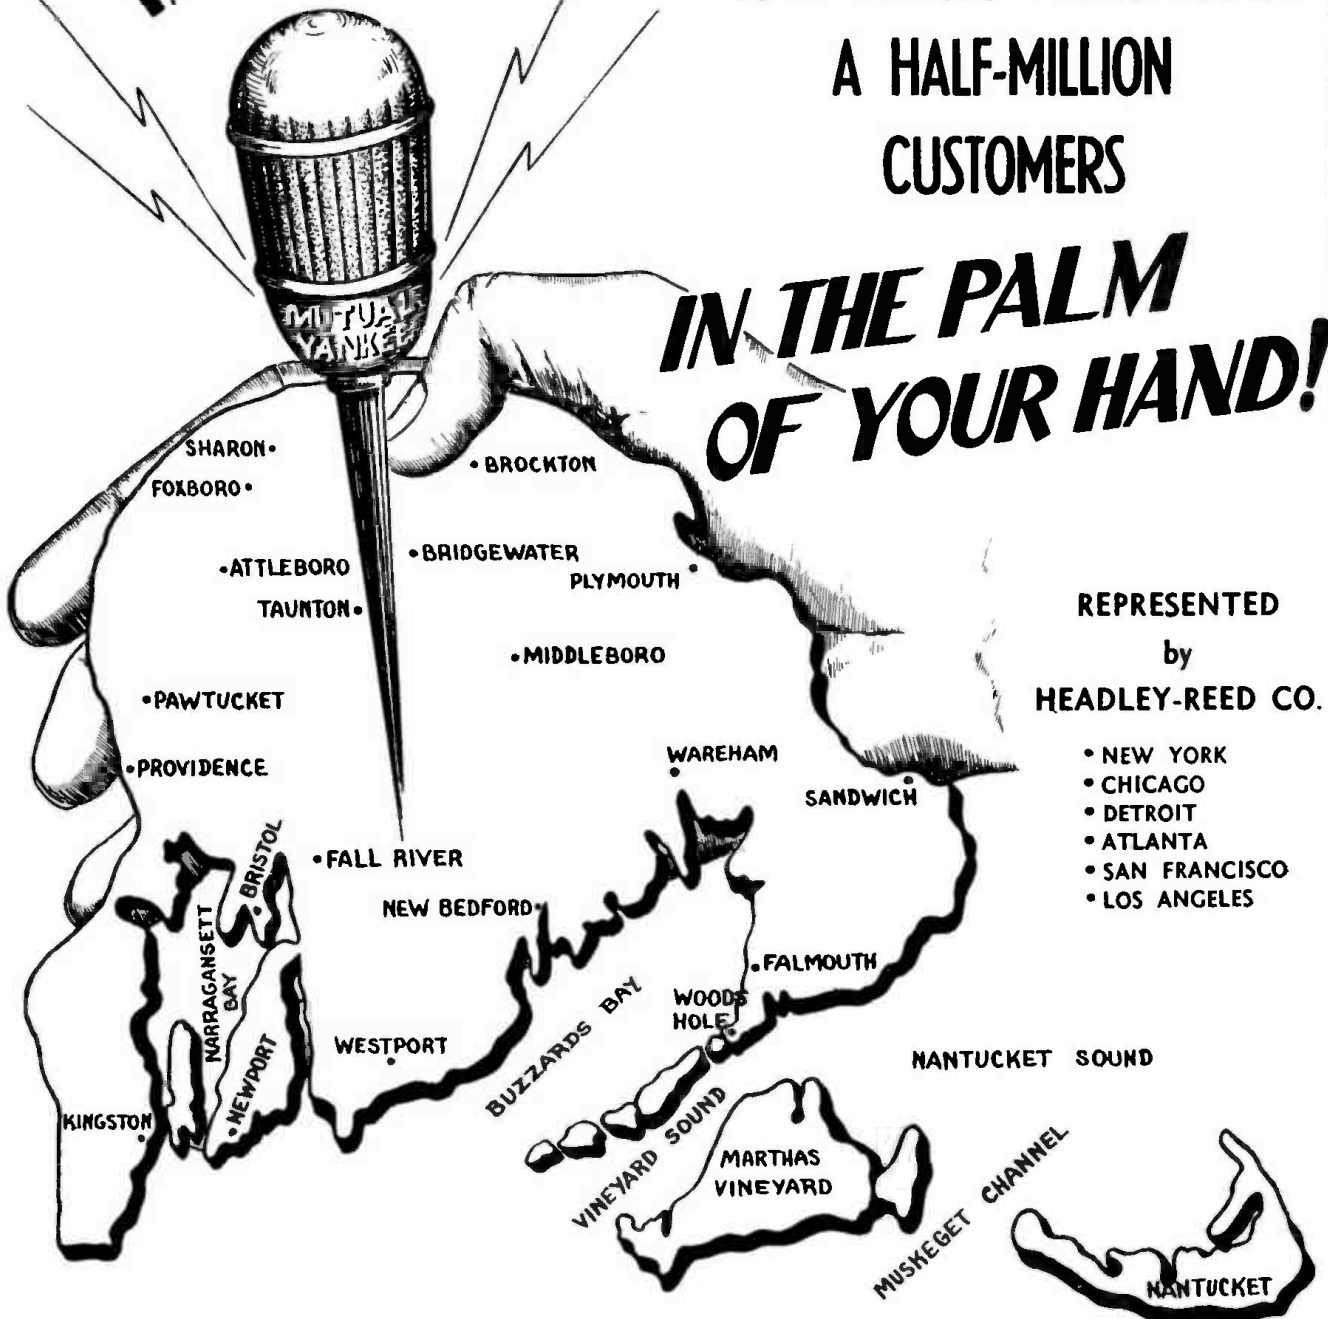 A HALF-MILLION
CUSTOMERS
IN THE PALM
OF YOUR HAND!
MUTUAL
YANKEE
SHARON
BROCKTON
FOXBORO
BRIDGEWATER
ATTLEBORO
PLYMOUTH
TAUNTON
MIDDLEBORO
PAWTUCKET
PROVIDENCE
WAREHAM
SANDWICH
REPRESENTED
by
HEADLEY-REED CO.
• NEW YORK
• CHICAGO
• DETROIT
• ATLANTA
• SAN FRANCISCO
• LOS ANGELES
BRISTOL
FALL RIVER
NEW BEDFORD
NARRAGANSETT
BAY
FALMOUTH
WOODS
HOLE
BUZZARDS BAY
WESTPORT
NEWPORT
KINGSTON
NANTUCKET SOUND
VINEYARD SOUND
MARTHAS
VINEYARD
MUSKEGET CHANNEL
NANTUCKET